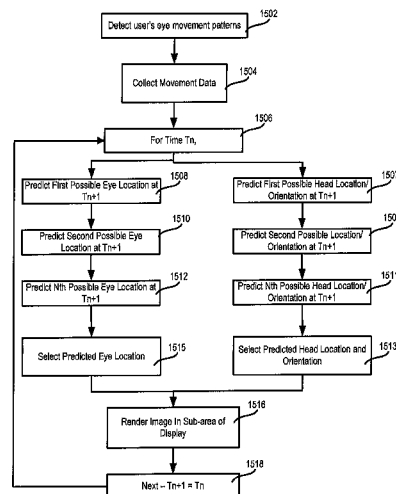 1502
Detect user's eye movement patterns
Collect Movement Data
1504
1506
For Time Tn,
Predict First Possible Eye Location at
Tn+1
1508
Predict First Possible Head Location/
Orientation at Tn+1
1510
Predict Second Possible Eye
Location at Tn+1
Predict Second Possible Location/
Orientation at Tn+1
1512
Predict Nth Possible Eye Location at
Tn+1
Predict Nth Possible Head Location/
Orientation at Tn+1
Select Predicted Eye Location
1515
Select Predicted Head Location and
Orientation
1513
1516
Render Image In Sub-area of
Display
1518
Next – Tn+1 = Tn